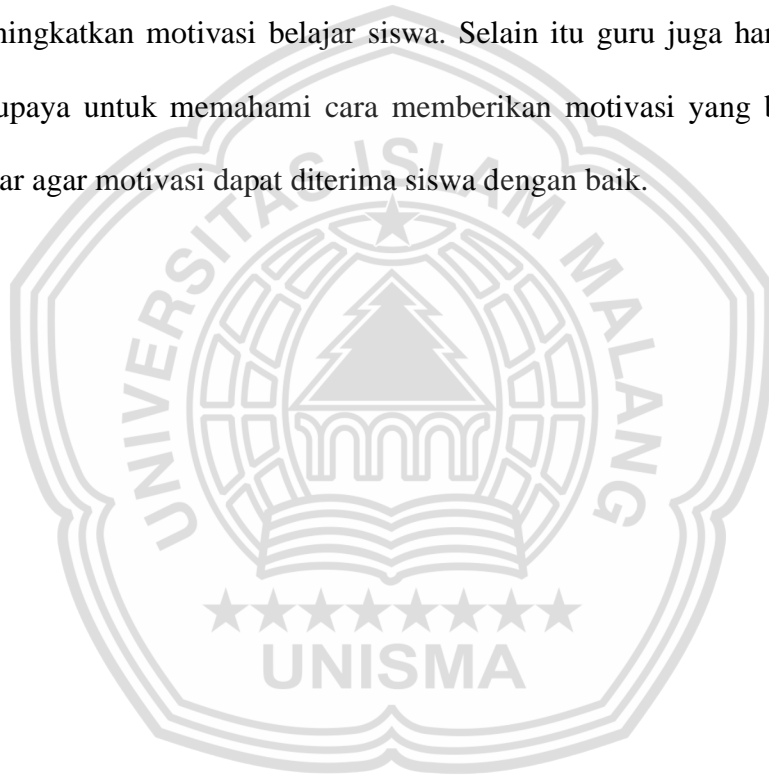 ningkatkan motivasi belajar siswa. Selain itu guru juga har
upaya untuk memahami cara memberikan motivasi yang b
ar agar motivasi dapat diterima siswa dengan baik.
UNIVERSITAS ISLAM MALANG
UNISMA